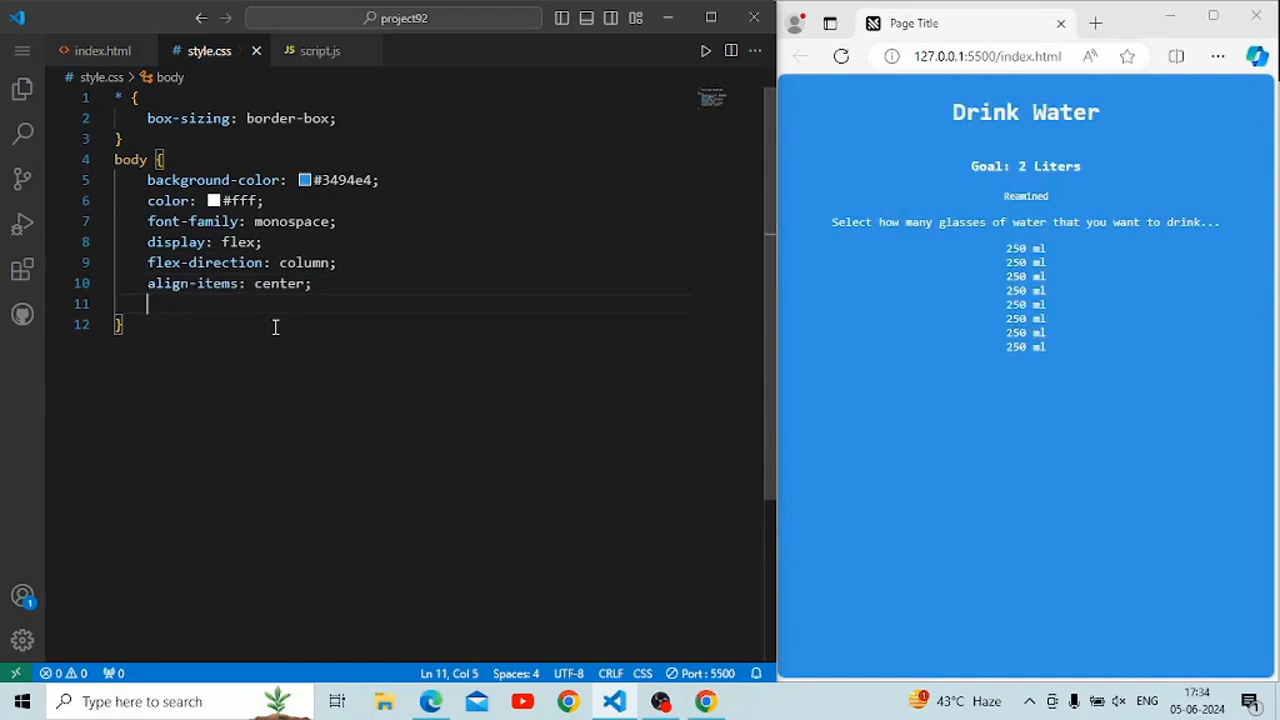 project92
index.html
style.css
script.js
style.css
body
1 * {
2 box-sizing: border-box;
3 }
4 body {
5 background-color: #3494e4;
6 color: #fff;
7 font-family: monospace;
8 display: flex;
9 flex-direction: column;
10 align-items: center;
11
12 }
1
0 0 0
Ln 11, Col 5
Spaces: 4
UTF-8
CRLF
CSS
Port : 5500
Page Title
127.0.0.1:5500/index.html
Drink Water
Goal: 2 Liters
Reamined
Select how many glasses of water that you want to drink...
250 ml
250 ml
250 ml
250 ml
250 ml
250 ml
250 ml
250 ml
Type here to search
43°C Haze
ENG
17:34
05-06-2024